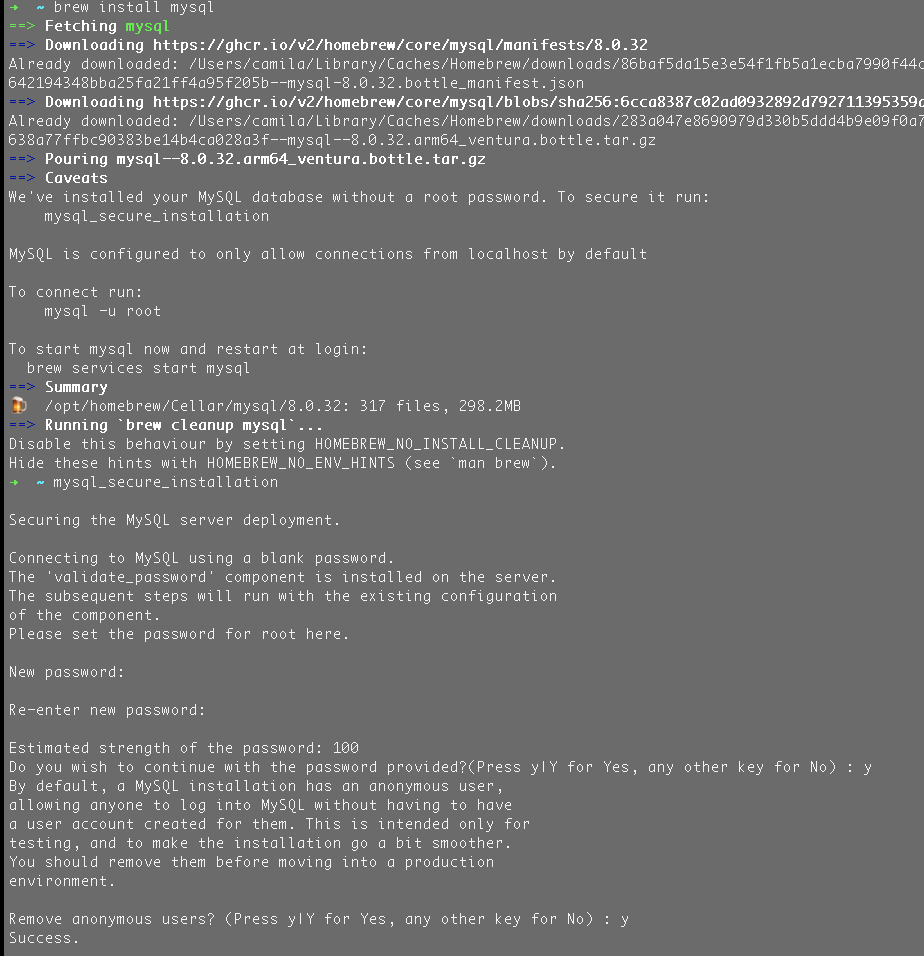 → ~ brew install mysql
==> Fetching mysql
==> Downloading https://ghcr.io/v2/homebrew/core/mysql/manifests/8.0.32
Already downloaded: /Users/camila/Library/Caches/Homebrew/downloads/86baf5da15e3e54f1fb5a1ecba7990f44c
642194348bba25fa21ff4a95f205b--mysql-8.0.32.bottle_manifest.json
==> Downloading https://ghcr.io/v2/homebrew/core/mysql/blobs/sha256:6cca8387c02ad0932892d792711395359a
Already downloaded: /Users/camila/Library/Caches/Homebrew/downloads/283a047e8690979d330b5ddd4b9e09f0a7
638a77ffbc90383be14b4ca028a3f--mysql--8.0.32.arm64_ventura.bottle.tar.gz
==> Pouring mysql--8.0.32.arm64_ventura.bottle.tar.gz
==> Caveats
We've installed your MySQL database without a root password. To secure it run:
    mysql_secure_installation

MySQL is configured to only allow connections from localhost by default

To connect run:
    mysql -u root

To start mysql now and restart at login:
  brew services start mysql
==> Summary
🍺  /opt/homebrew/Cellar/mysql/8.0.32: 317 files, 298.2MB
==> Running `brew cleanup mysql`...
Disable this behaviour by setting HOMEBREW_NO_INSTALL_CLEANUP.
Hide these hints with HOMEBREW_NO_ENV_HINTS (see `man brew`).
→ ~ mysql_secure_installation

Securing the MySQL server deployment.

Connecting to MySQL using a blank password.
The 'validate_password' component is installed on the server.
The subsequent steps will run with the existing configuration
of the component.
Please set the password for root here.

New password:

Re-enter new password:

Estimated strength of the password: 100
Do you wish to continue with the password provided?(Press y|Y for Yes, any other key for No) : y
By default, a MySQL installation has an anonymous user,
allowing anyone to log into MySQL without having to have
a user account created for them. This is intended only for
testing, and to make the installation go a bit smoother.
You should remove them before moving into a production
environment.

Remove anonymous users? (Press y|Y for Yes, any other key for No) : y
Success.